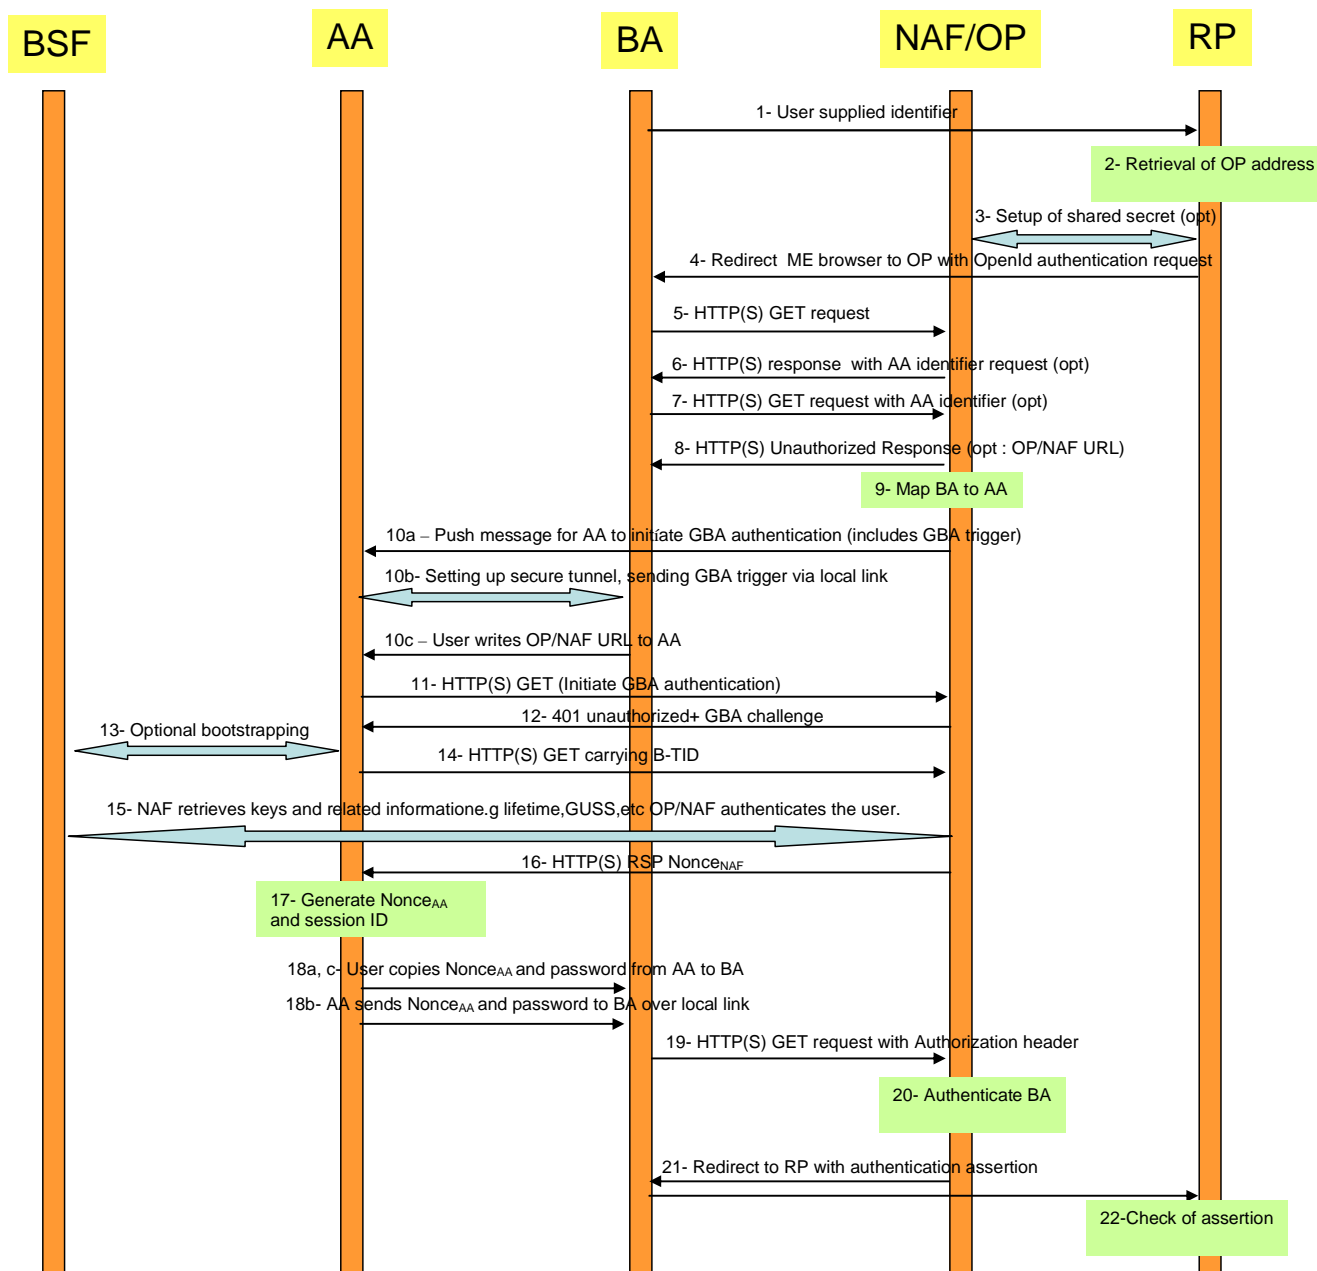 BSF
AA
BA
NAF/OP
RP
1- User supplied identifier
2- Retrieval of OP address
3- Setup of shared secret (opt)
4- Redirect ME browser to OP with OpenId authentication request
5- HTTP(S) GET request
6- HTTP(S) response with AA identifier request (opt)
7- HTTP(S) GET request with AA identifier (opt)
8- HTTP(S) Unauthorized Response (opt : OP/NAF URL)
9- Map BA to AA
10a – Push message for AA to initiate GBA authentication (includes GBA trigger)
10b- Setting up secure tunnel, sending GBA trigger via local link
10c – User writes OP/NAF URL to AA
11- HTTP(S) GET (Initiate GBA authentication)
12- 401 unauthorized+ GBA challenge
13- Optional bootstrapping
14- HTTP(S) GET carrying B-TID
15- NAF retrieves keys and related informatione.g lifetime,GUSS,etc OP/NAF authenticates the user.
16- HTTP(S) RSP NonceNAF
17- Generate NonceAA
and session ID
18a, c- User copies NonceAA and password from AA to BA
18b- AA sends NonceAA and password to BA over local link
19- HTTP(S) GET request with Authorization header
20- Authenticate BA
21- Redirect to RP with authentication assertion
22-Check of assertion